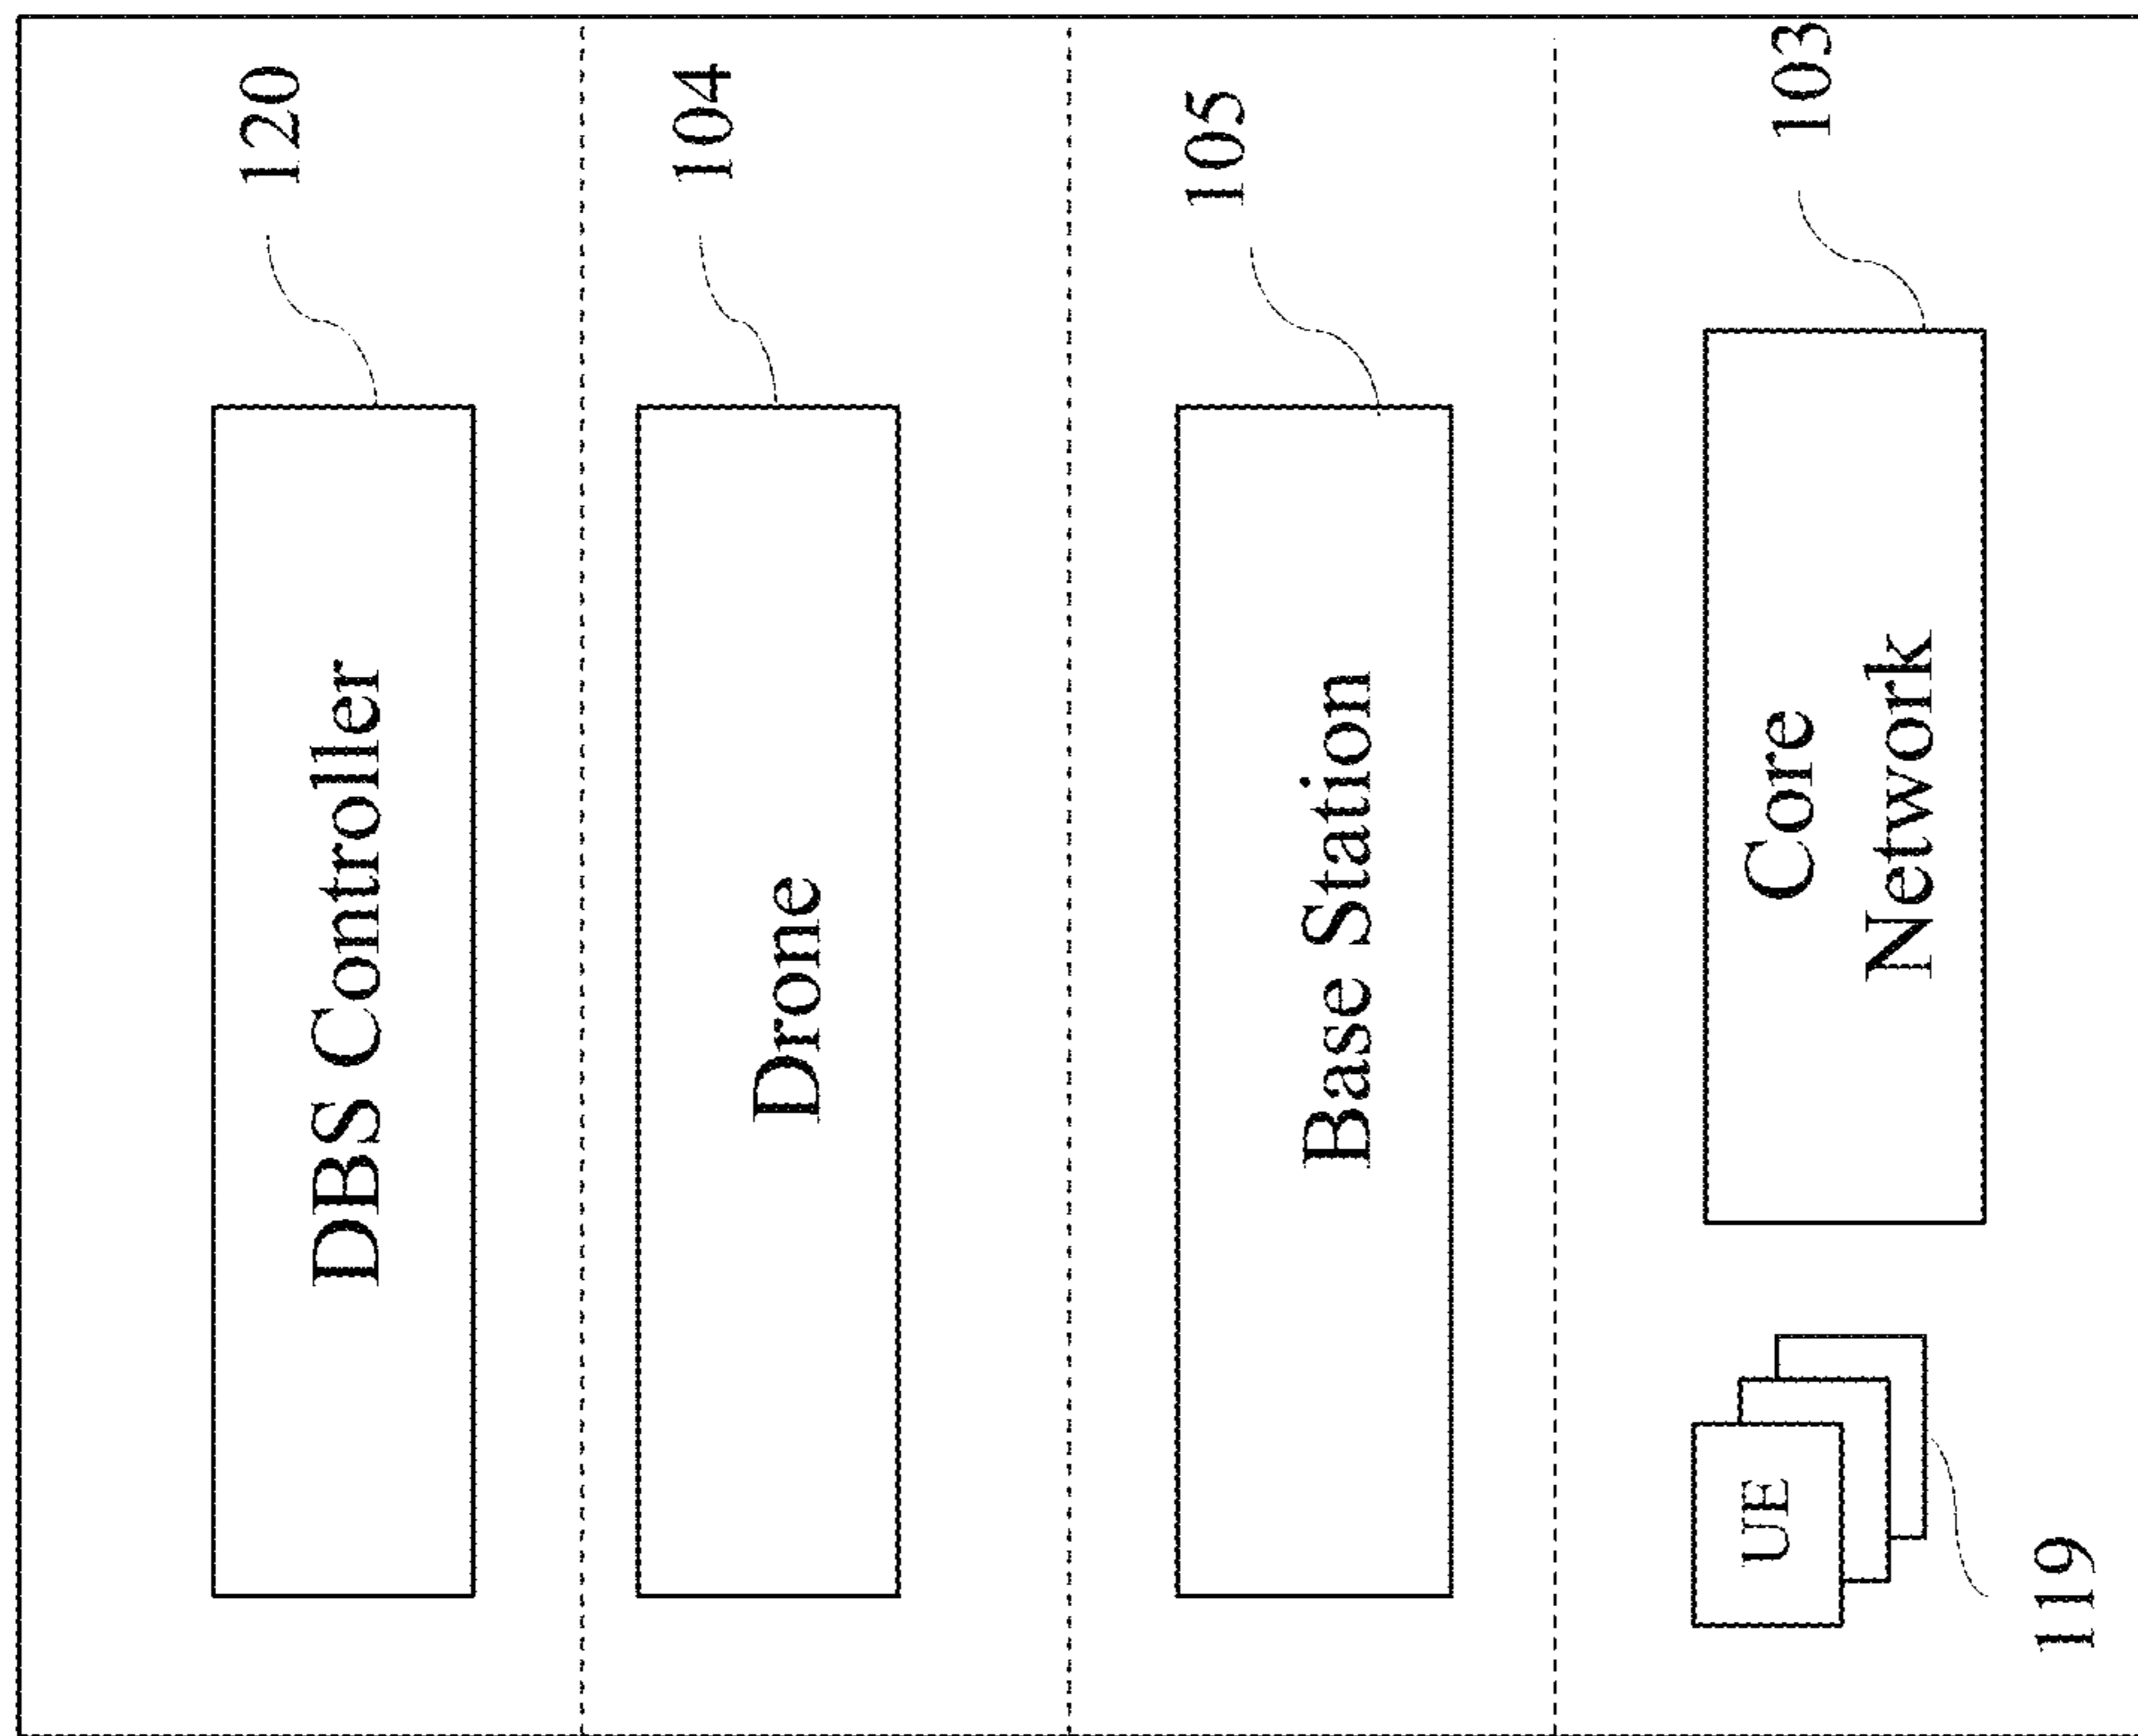 120
DBS Controller
104
Drone
105
Base Station
103
Core
Network
UE
119